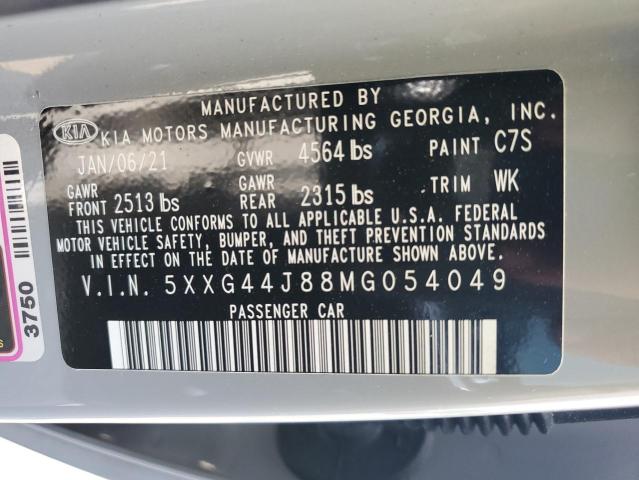 MANUFACTURED BY
KIA KIA MOTORS MANUFACTURING GEORGIA, INC.
JAN/06/21 GVWR 4564 lbs PAINT C7S
GAWR FRONT 2513 lbs GAWR REAR 2315 lbs TRIM WK
THIS VEHICLE CONFORMS TO ALL APPLICABLE U.S.A. FEDERAL
MOTOR VEHICLE SAFETY, BUMPER, AND THEFT PREVENTION STANDARDS
IN EFFECT ON THE DATE OF MANUFACTURE SHOWN ABOVE.
V.I.N. 5XXG44J88MG054049
PASSENGER CAR
3750